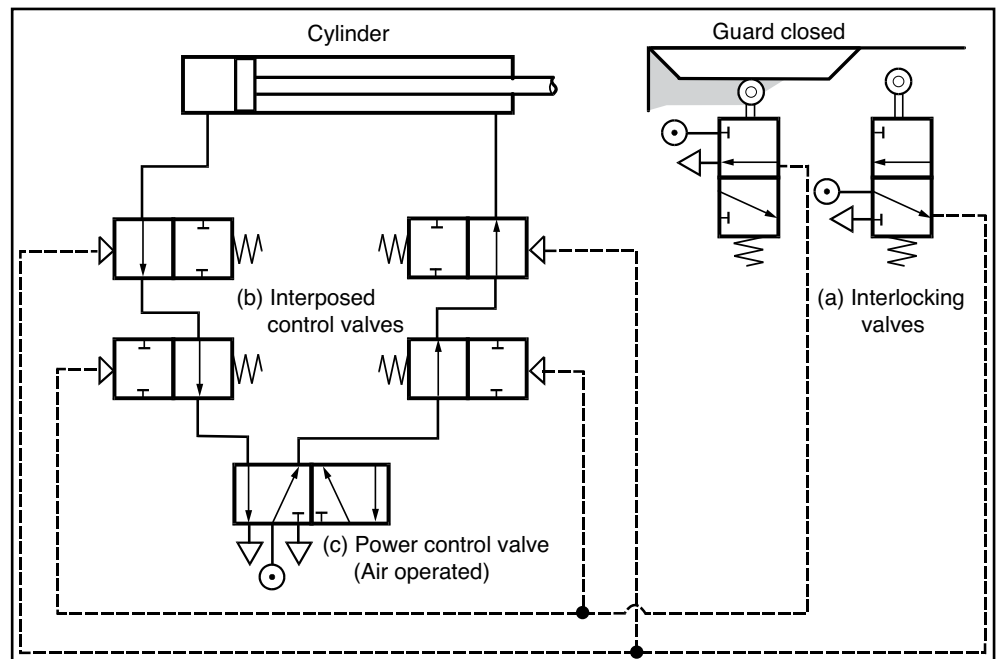 Cylinder
Guard closed
(b) Interposed
control valves
(a) Interlocking
valves
(c) Power control valve
(Air operated)